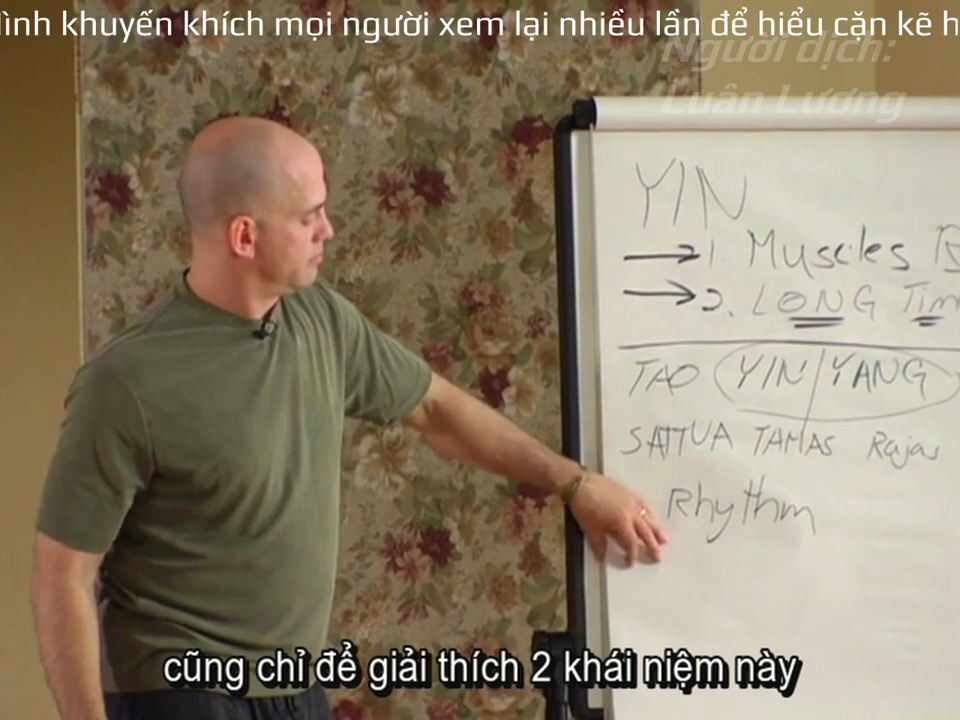 khuyến khích mọi người xem lại nhiều lần để hiểu cặn kẽ h
Người dịch:
Luân Lương
YIN
1. Muscles
2. LONG Tim
TAO YIN/YANG
SATTUA TAMAS Rajas
Rhythm
cũng chỉ để giải thích 2 khái niệm này